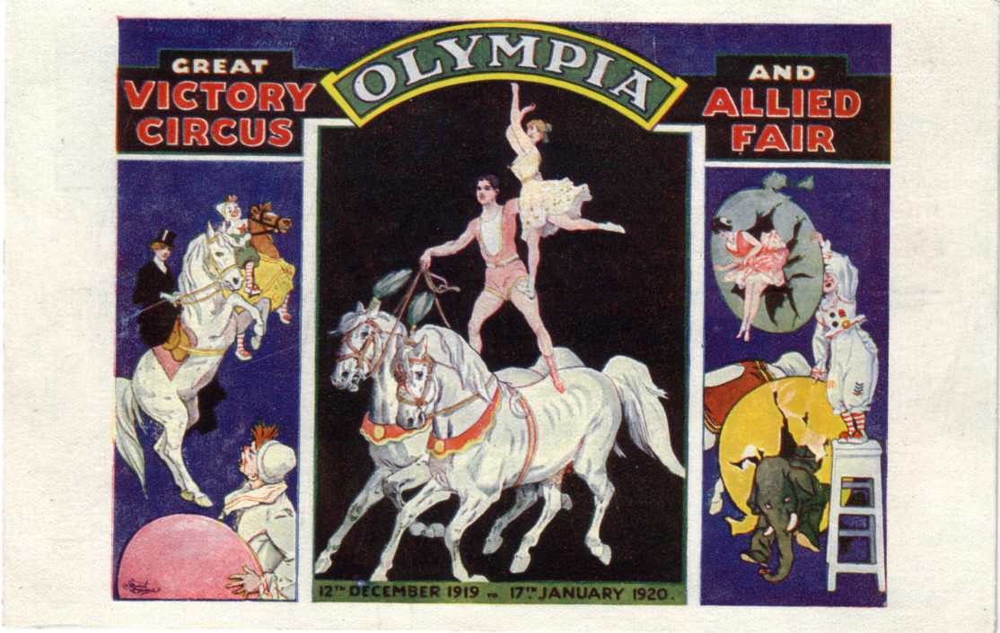 OLYMPIA
GREAT
VICTORY
CIRCUS
AND
ALLIED
FAIR
12TH DECEMBER 1919 TO 17TH JANUARY 1920.